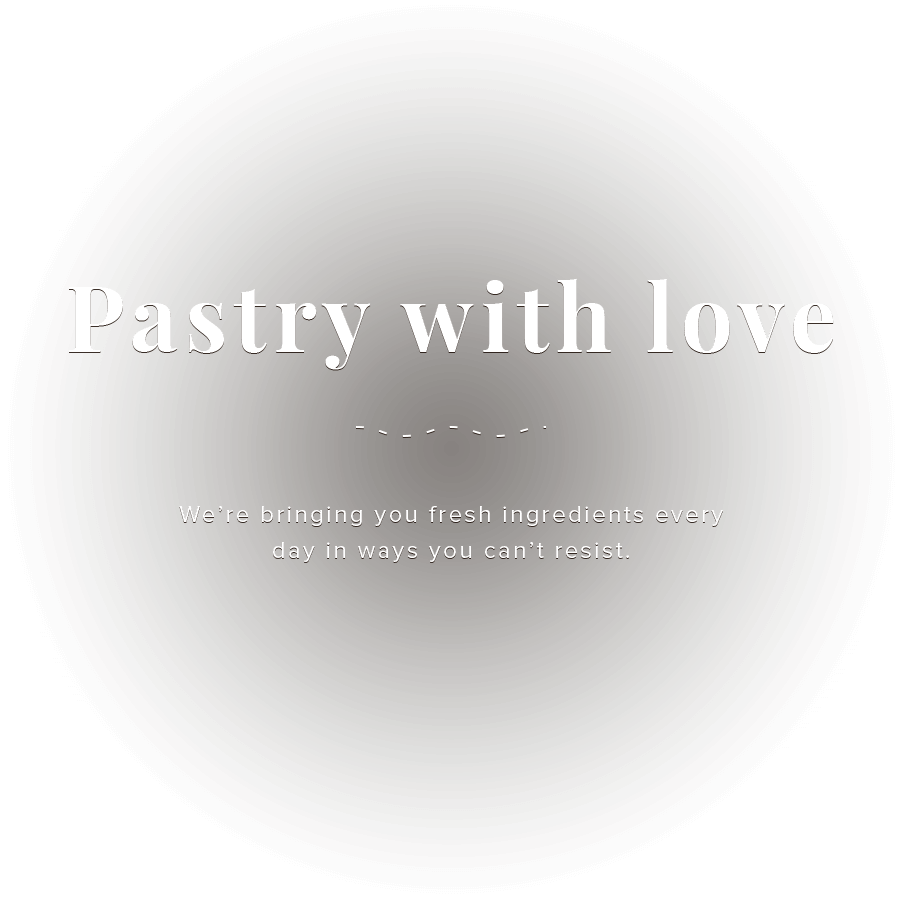 Pastry with love
We’re bringing you fresh ingredients every
day in ways you can’t resist.